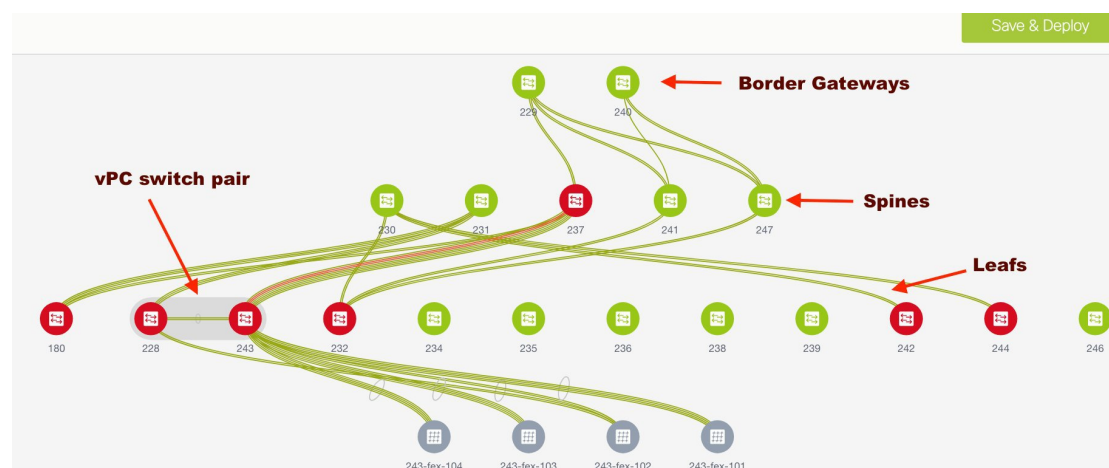 Save & Deploy
Border Gateways
229
240
vPC switch pair
Spines
230
231
237
241
247
Leafs
180
228
243
232
234
235
236
238
239
242
244
246
243-fex-104
243-fex-103
243-fex-102
243-fex-101